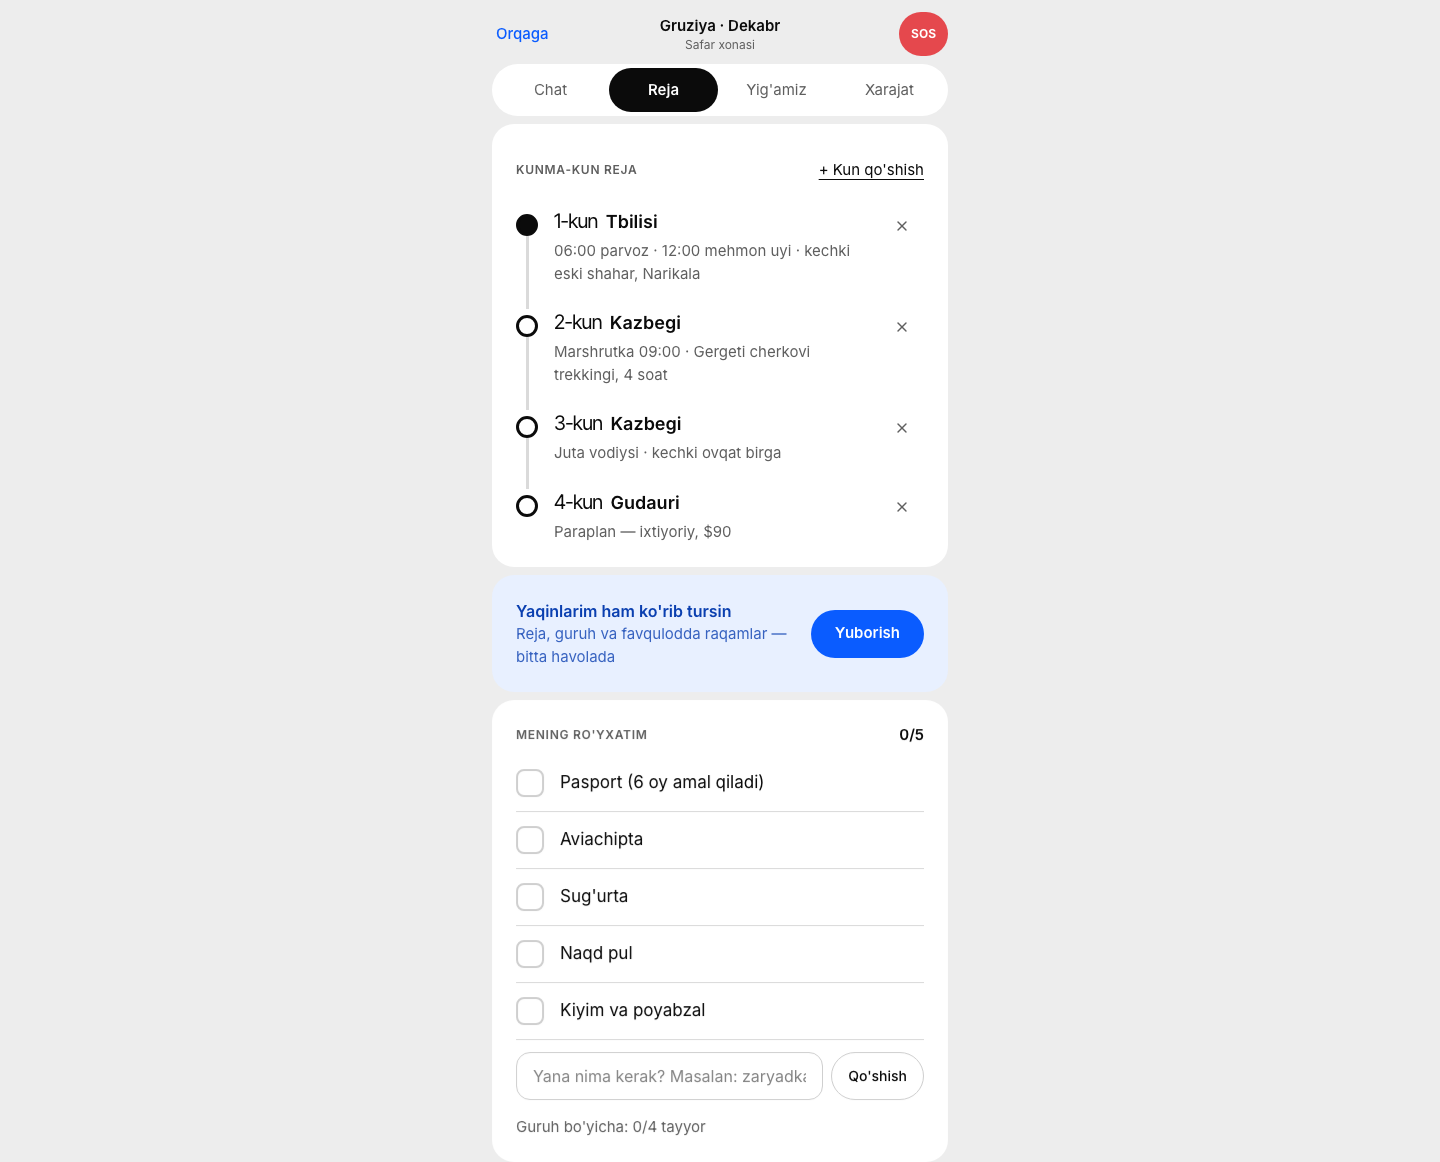 Orqaga
Gruziya · Dekabr
Safar xonasi
SOS
Chat
Reja
Yig'amiz
Xarajat
KUNMA-KUN REJA
+ Kun qo'shish
1-kun Tbilisi
×
06:00 parvoz · 12:00 mehmon uyi · kechki
eski shahar, Narikala
2-kun Kazbegi
×
Marshrutka 09:00 · Gergeti cherkovi
trekkingi, 4 soat
3-kun Kazbegi
×
Juta vodiysi · kechki ovqat birga
4-kun Gudauri
×
Paraplan — ixtiyoriy, $90
Yaqinlarim ham ko'rib tursin
Reja, guruh va favqulodda raqamlar —
bitta havolada
Yuborish
MENING RO'YXATIM
0/5
Pasport (6 oy amal qiladi)
Aviachipta
Sug'urta
Naqd pul
Kiyim va poyabzal
Yana nima kerak? Masalan: zaryadka
Qo'shish
Guruh bo'yicha: 0/4 tayyor